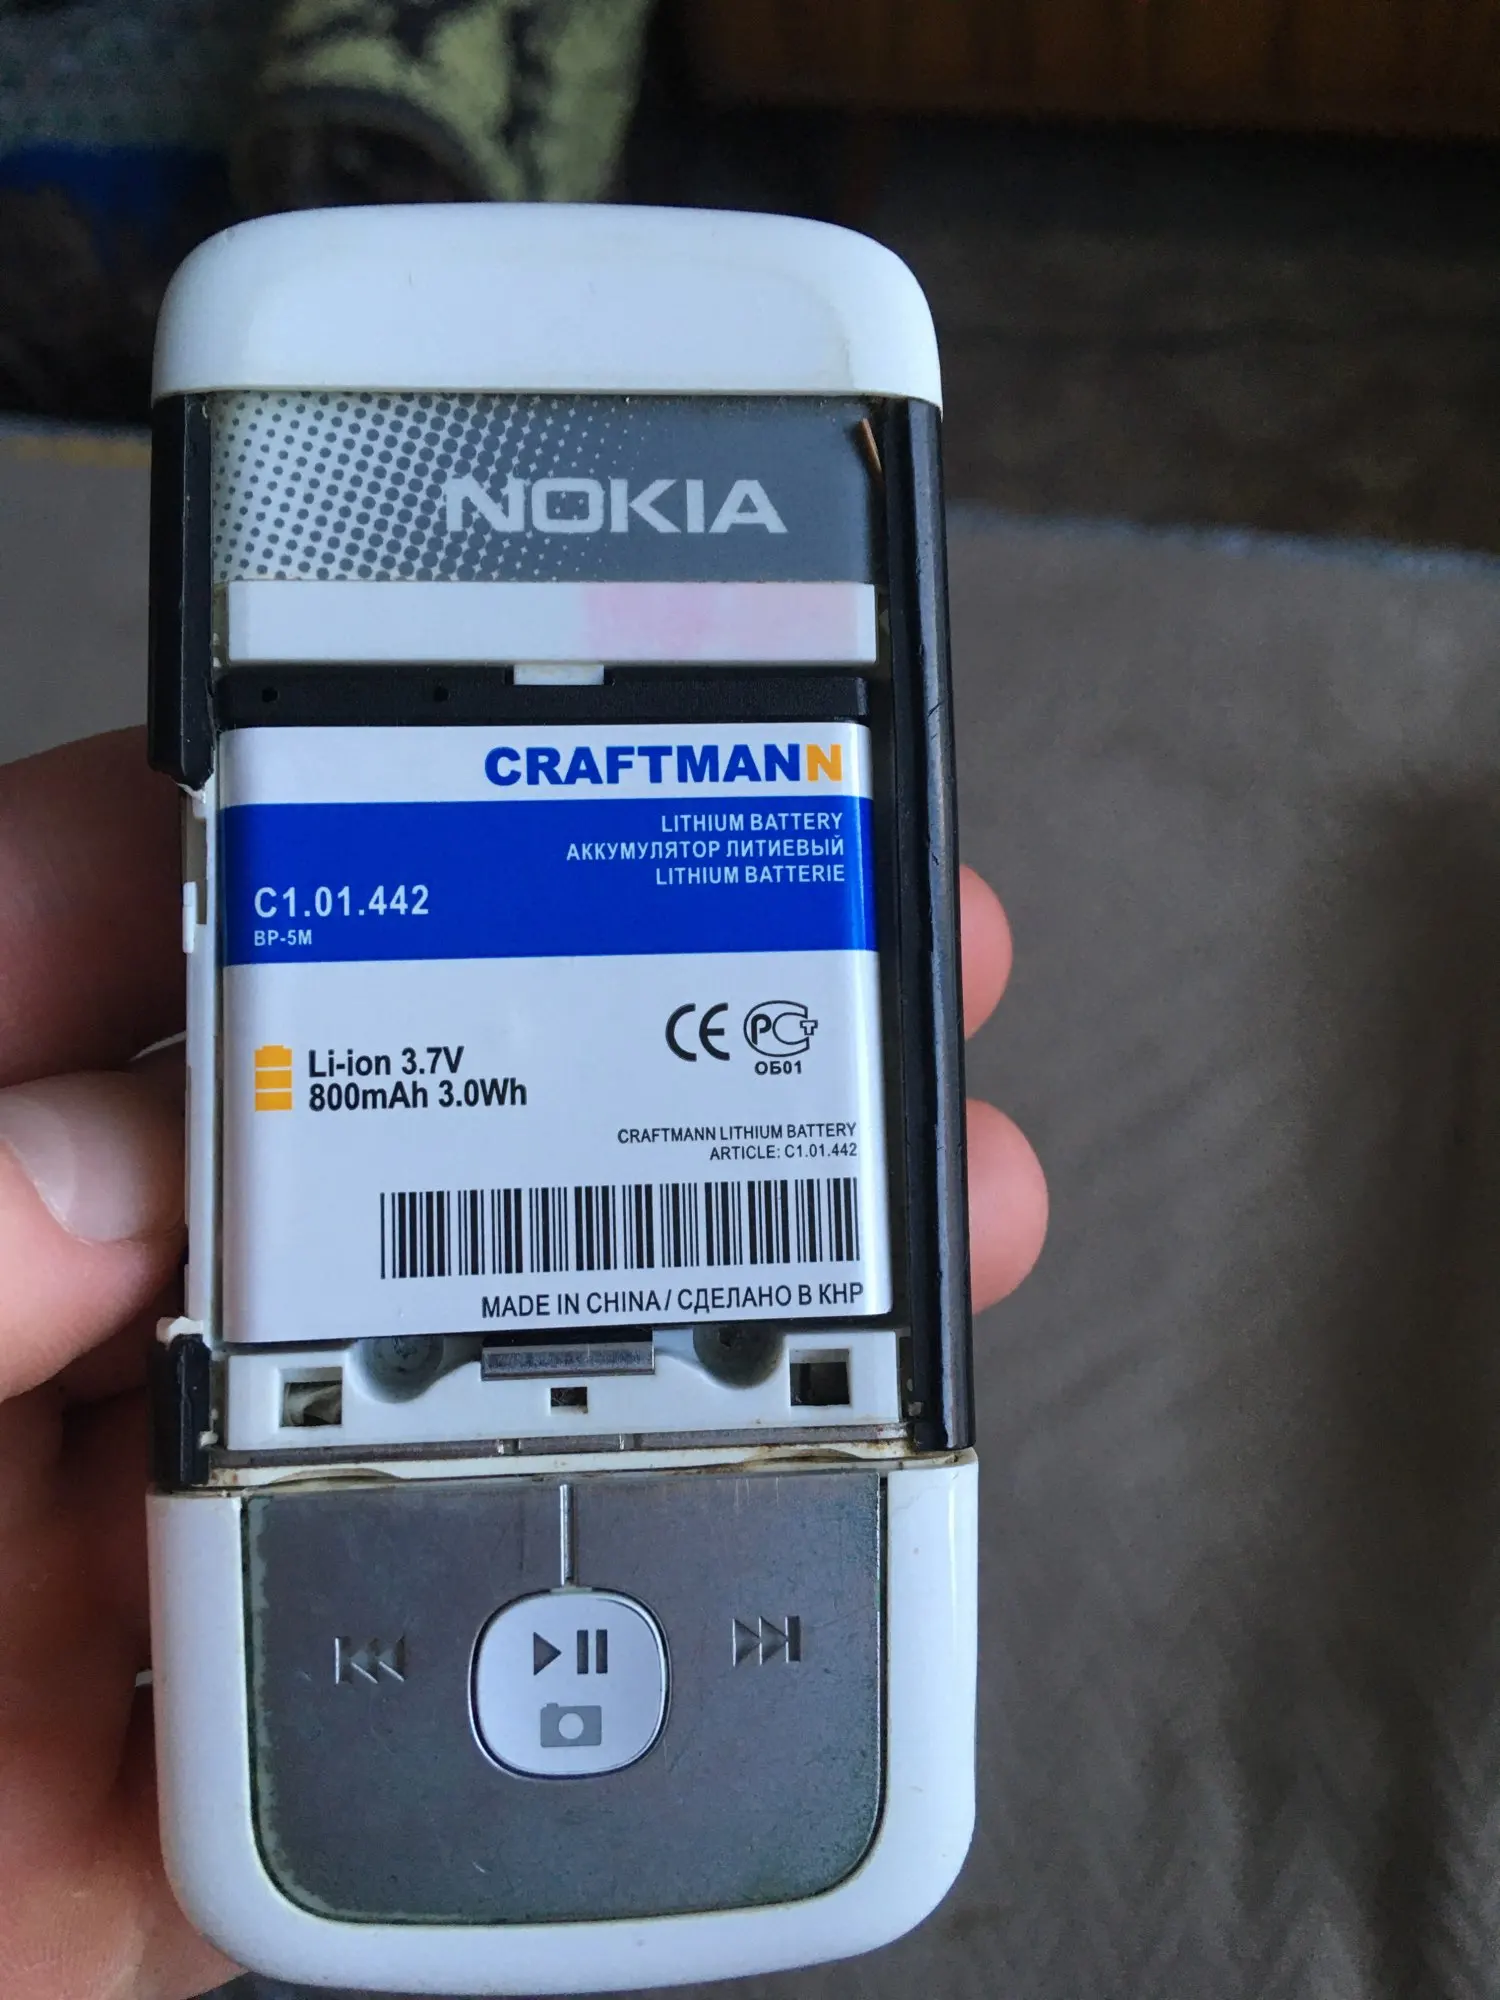 NOKIA
CRAFTMANN
LITHIUM BATTERY
АККУМУЛЯТОР ЛИТИЕВЫЙ
LITHIUM BATTERIE
C1.01.442
BP-5M
CE РСТ
ОБ01
Li-ion 3.7V
800mAh 3.0Wh
CRAFTMANN LITHIUM BATTERY
ARTICLE: C1.01.442
MADE IN CHINA / СДЕЛАНО В КНР